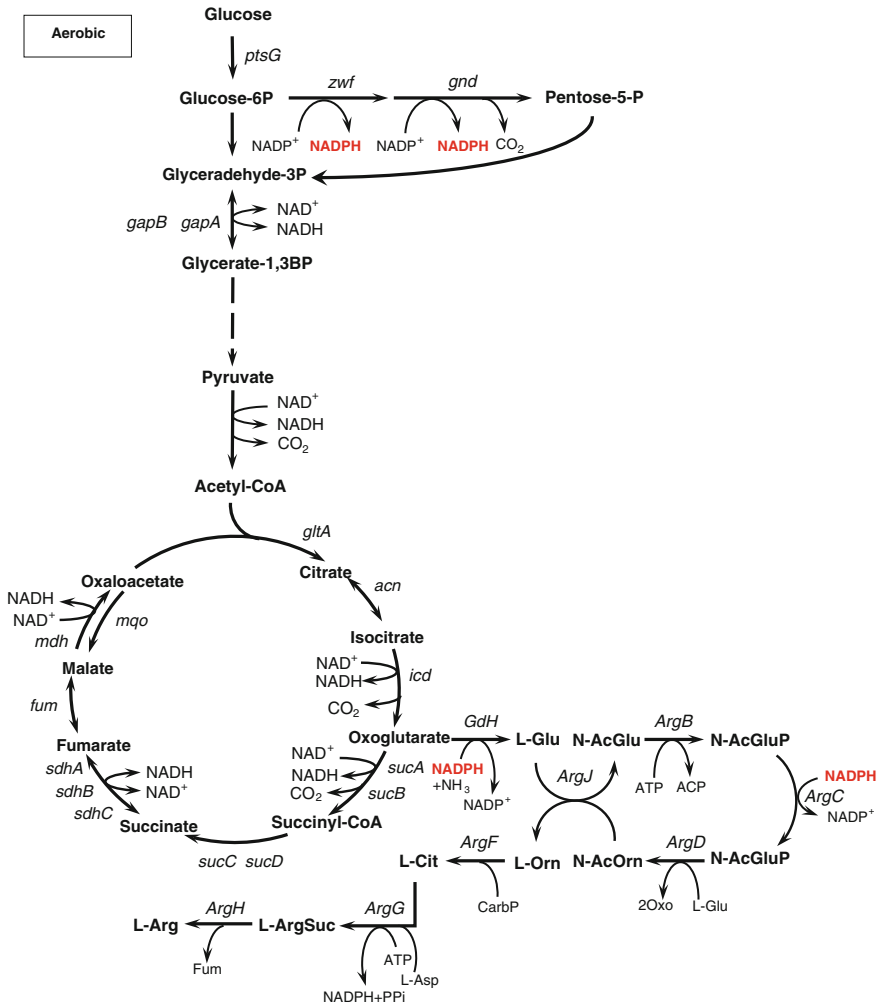 Glucose
Aerobic
ptsG
zwf
gnd
Glucose-6P
Pentose-5-P
NADP+ NADPH NADP+ NADPH CO2
Glyceradehyde-3P
NAD+
gapB gapA
NADH
Glycerate-1,3BP
Pyruvate
NAD+
NADH
CO2
Acetyl-CoA
gltA
Oxaloacetate
Citrate
acn
NADH
NAD+
mqo
mdh
Isocitrate
Malate
NAD+
NADH
icd
CO2
fum
Oxoglutarate
GdH
L-Glu
N-AcGlu
ArgB
N-AcGluP
Fumarate
NAD+
NADH
CO2
sucA
sucB
NADPH
+NH3
NADP+
ArgJ
ATP
ACP
NADPH
ArgC
NADP+
sdhA
sdhB
sdhC
NADH
NAD+
Succinate
Succinyl-CoA
sucC sucD
L-Cit
ArgF
L-Orn
N-AcOrn
ArgD
N-AcGluP
CarbP
2Oxo
L-Glu
L-Arg
ArgH
L-ArgSuc
ArgG
Fum
ATP
L-Asp
NADPH+PPi